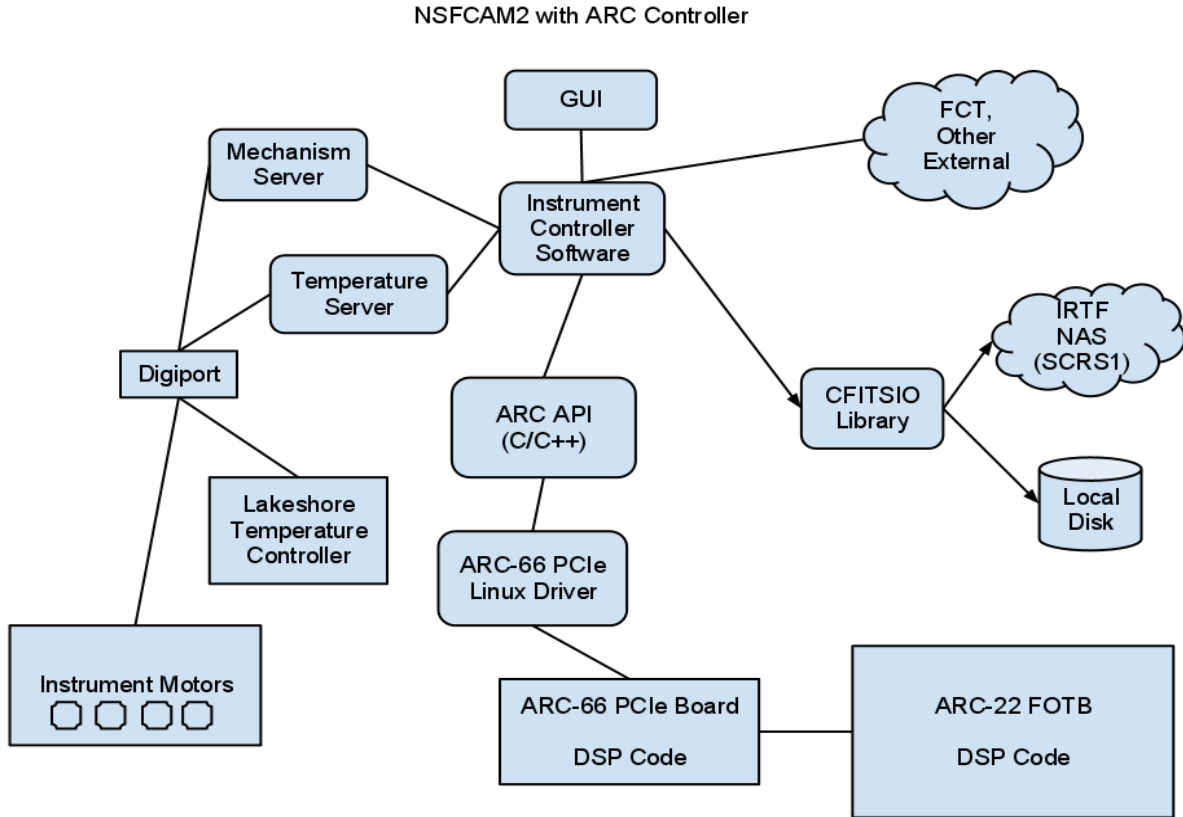 NSFCAM2 with ARC Controller
GUI
FCT,
Other
External
Mechanism
Server
Instrument
Controller
Software
Temperature
Server
IRTF
NAS
(SCRS1)
Digiport
ARC API
(C/C++)
CFITSIO
Library
Lakeshore
Temperature
Controller
Local
Disk
ARC-66 PCIe
Linux Driver
Instrument Motors
ARC-66 PCIe Board
DSP Code
ARC-22 FOTB
DSP Code